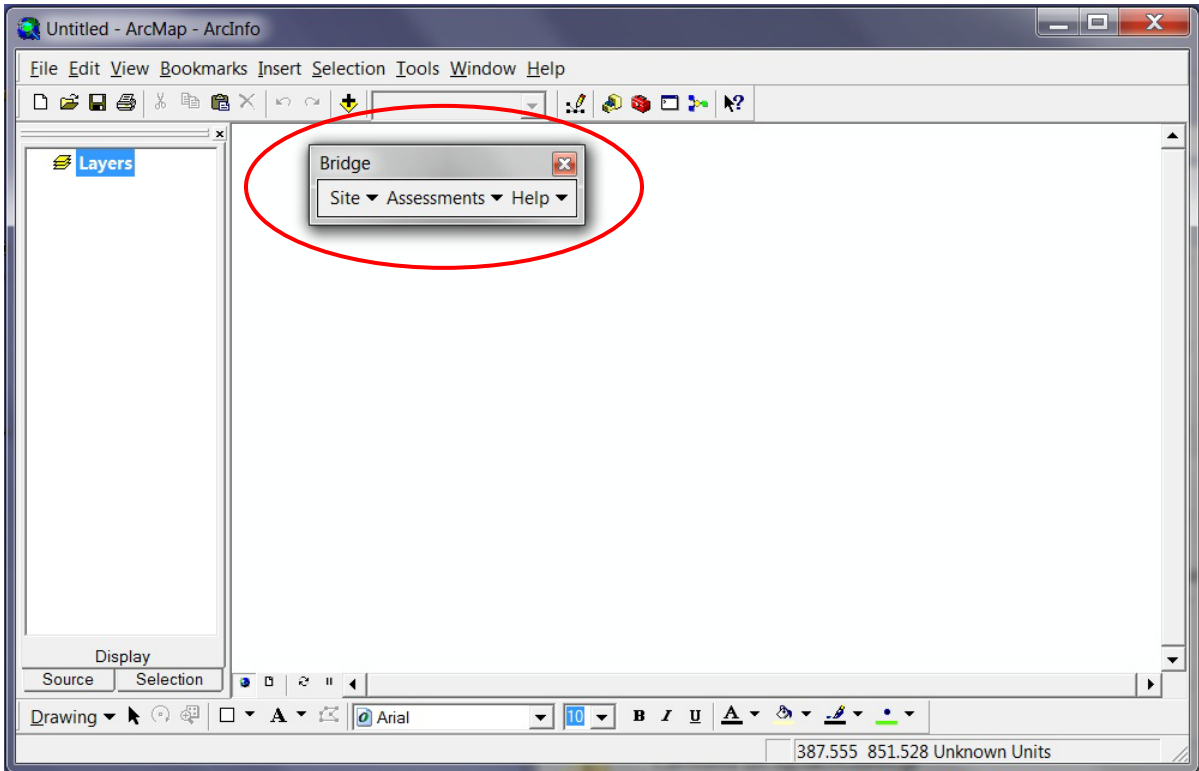 Untitled - ArcMap - ArcInfo
File Edit View Bookmarks Insert Selection Tools Window Help
Layers
Bridge
Site Assessments Help
Display
Source Selection
Drawing A Arial 10 B I U A
387.555 851.528 Unknown Units